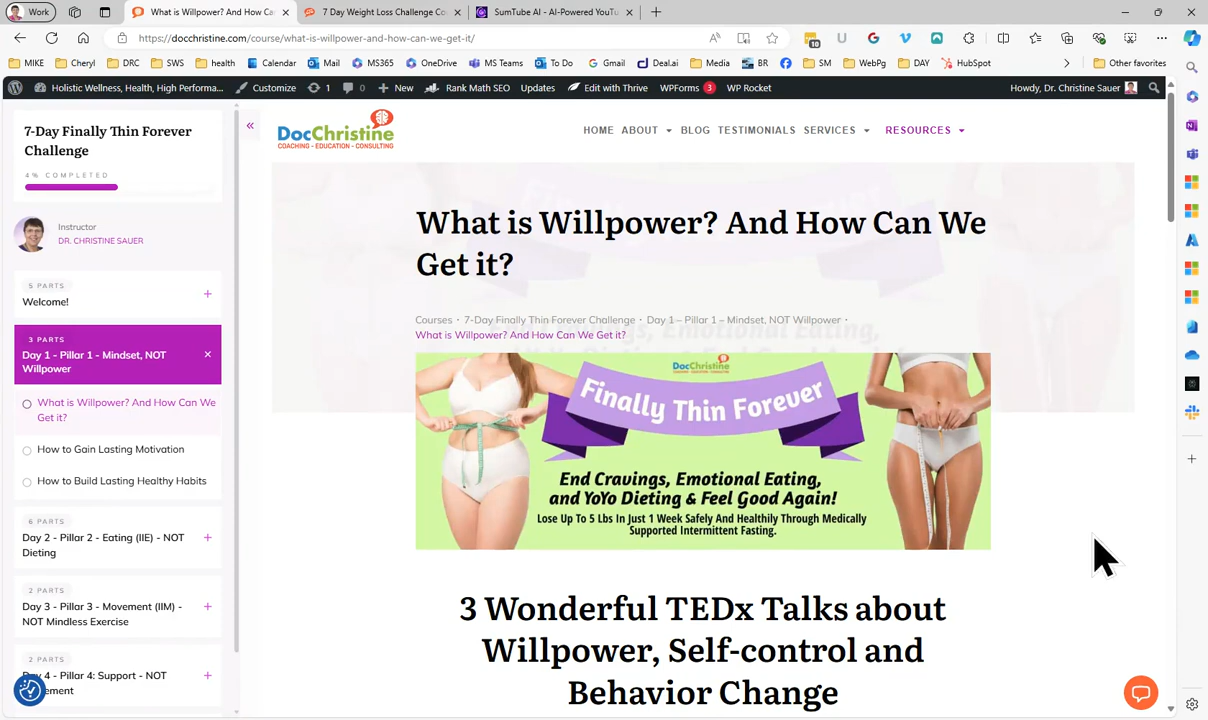 Work
What is Willpower? And How Ca
7 Day Weight Loss Challenge Co
SumTube AI - AI-Powered YouTu
https://docchristine.com/course/what-is-willpower-and-how-can-we-get-it/
10
MIKE
Cheryl
DRC
SWS
health
Calendar
Mail
MS365
OneDrive
MS Teams
To Do
Gmail
Deal.ai
Media
BR
SM
WebPg
DAY
HubSpot
Other favorites
Holistic Wellness, Health, High Performa...
Customize
1
0
New
Rank Math SEO
Updates
Edit with Thrive
WPForms 3
WP Rocket
Howdy, Dr. Christine Sauer
7-Day Finally Thin Forever
Challenge
4% COMPLETED
Instructor
DR. CHRISTINE SAUER
5 PARTS
Welcome!
3 PARTS
Day 1 - Pillar 1 - Mindset, NOT
Willpower
What is Willpower? And How Can We
Get it?
How to Gain Lasting Motivation
How to Build Lasting Healthy Habits
6 PARTS
Day 2 - Pillar 2 - Eating (IIE) - NOT
Dieting
2 PARTS
Day 3 - Pillar 3 - Movement (IIM) -
NOT Mindless Exercise
2 PARTS
Day 4 - Pillar 4: Support - NOT
ement
DocChristine
COACHING - EDUCATION - CONSULTING
HOME
ABOUT
BLOG
TESTIMONIALS
SERVICES
RESOURCES
What is Willpower? And How Can We
Get it?
Courses · 7-Day Finally Thin Forever Challenge · Day 1 – Pillar 1 – Mindset, NOT Willpower ·
What is Willpower? And How Can We Get it?
DocChristine
Finally Thin Forever
End Cravings, Emotional Eating,
and YoYo Dieting & Feel Good Again!
Lose Up To 5 Lbs In Just 1 Week Safely And Healthily Through Medically
Supported Intermittent Fasting.
3 Wonderful TEDx Talks about
Willpower, Self-control and
Behavior Change